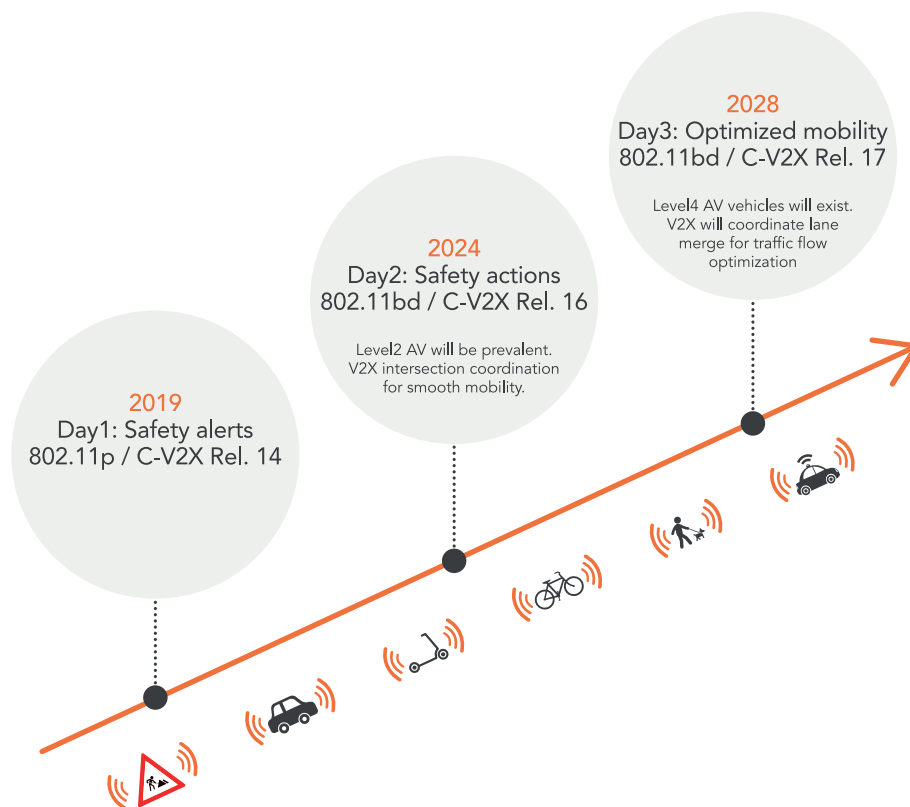 2019
Day1: Safety alerts
802.11p / C-V2X Rel. 14
2024
Day2: Safety actions
802.11bd / C-V2X Rel. 16
Level2 AV will be prevalent.
V2X intersection coordination
for smooth mobility.
2028
Day3: Optimized mobility
802.11bd / C-V2X Rel. 17
Level4 AV vehicles will exist.
V2X will coordinate lane
merge for traffic flow
optimization